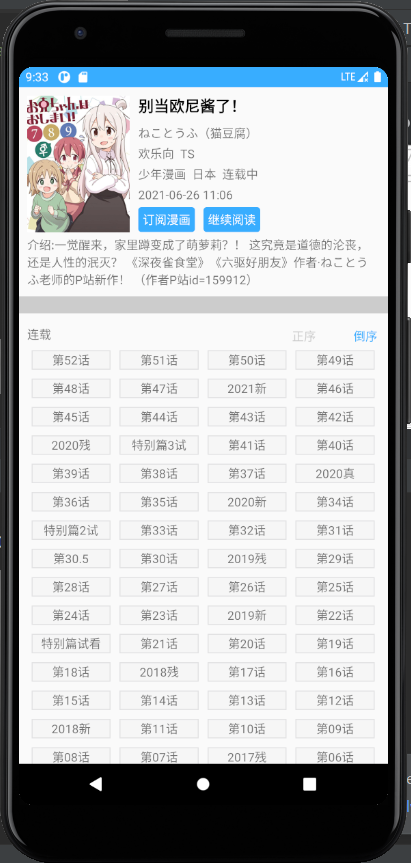 9:33
LTE
お兄ちゃんは
おしまい!
7 8 9
别当欧尼酱了!
ねことうふ（猫豆腐）
欢乐向 TS
少年漫画 日本 连载中
2021-06-26 11:06
订阅漫画 继续阅读
介绍:一觉醒来，家里蹲变成了萌萝莉？！ 这究竟是道德的沦丧，
还是人性的泯灭？ 《深夜雀食堂》《六驱好朋友》作者·ねことう
ふ老师的P站新作！ （作者P站id=159912）
连载 正序 倒序
第52话 第51话 第50话 第49话
第48话 第47话 2021新 第46话
第45话 第44话 第43话 第42话
2020残 特别篇3试 第41话 第40话
第39话 第38话 第37话 2020真
第36话 第35话 2020新 第34话
特别篇2试 第33话 第32话 第31话
第30.5 第30话 2019残 第29话
第28话 第27话 第26话 第25话
第24话 第23话 2019新 第22话
特别篇试看 第21话 第20话 第19话
第18话 2018残 第17话 第16话
第15话 第14话 第13话 第12话
2018新 第11话 第10话 第09话
第08话 第07话 2017残 第06话